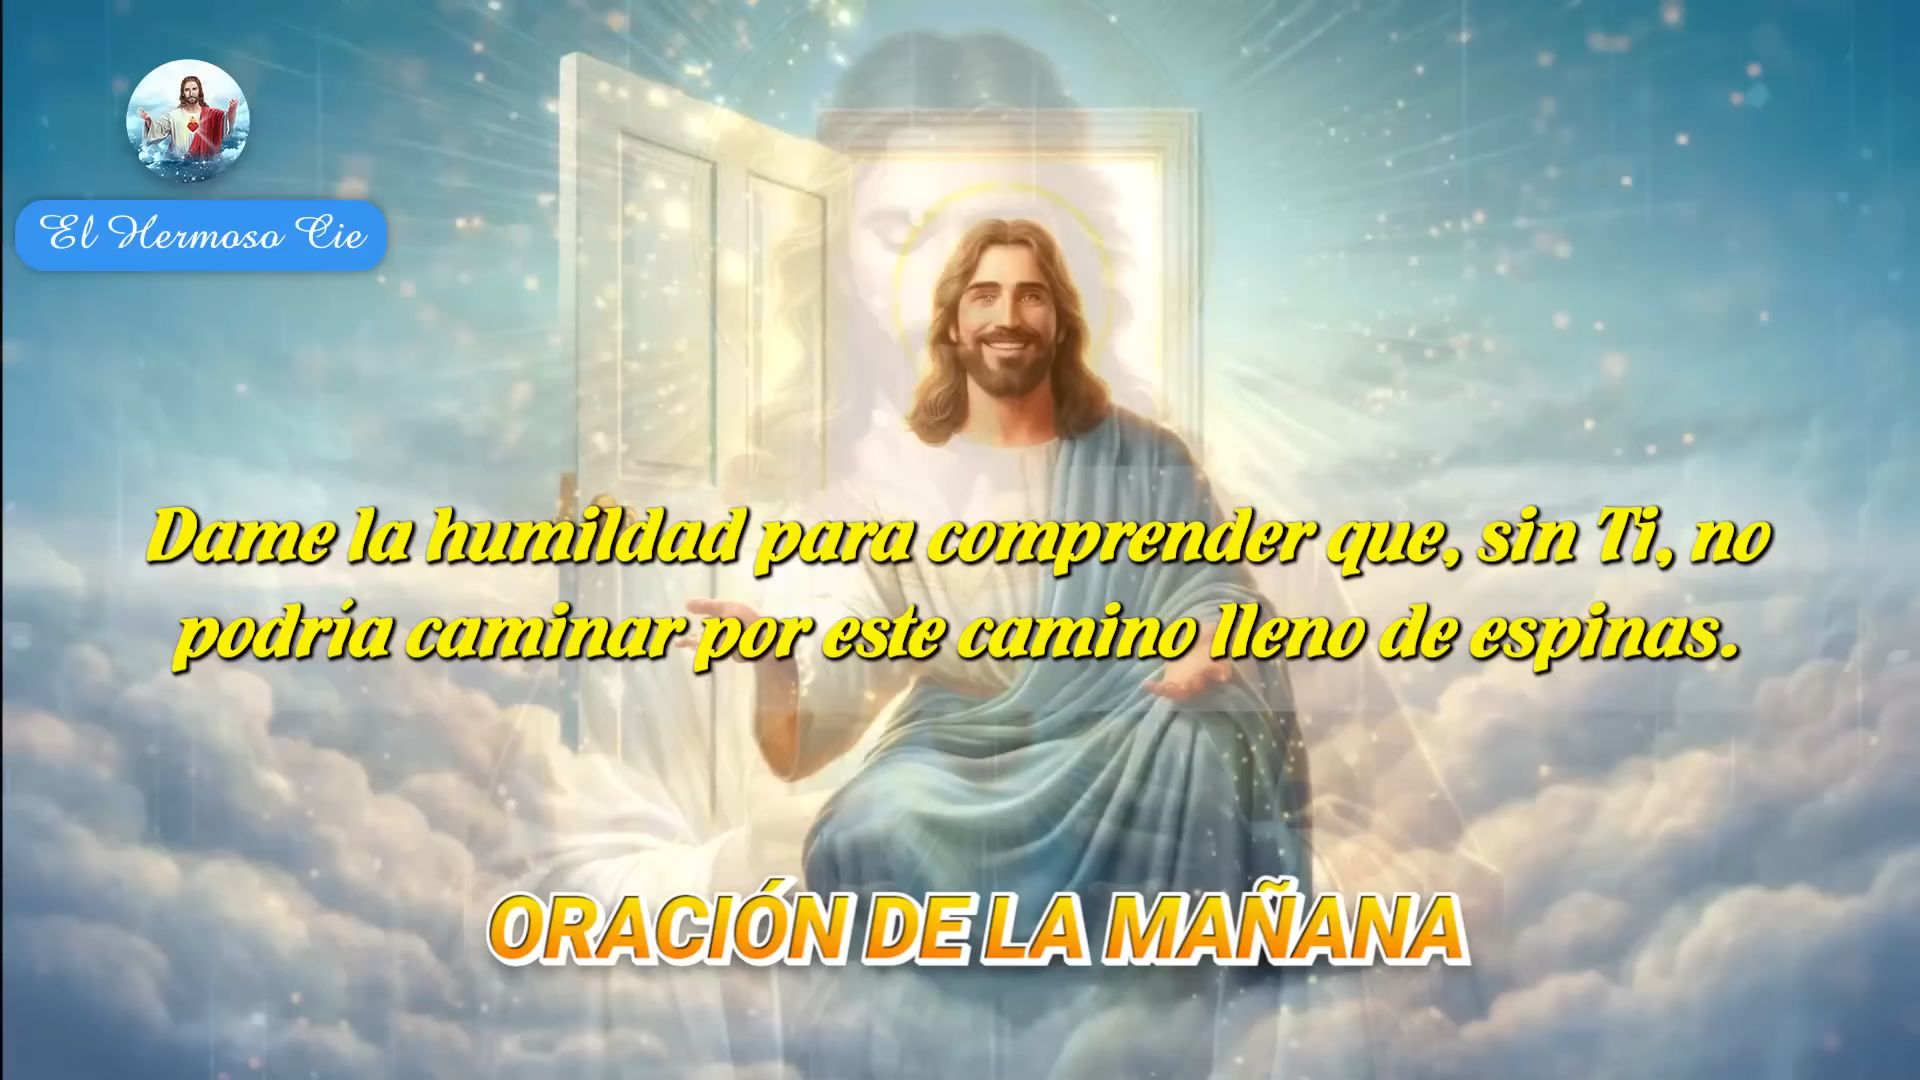 El Hermoso Cie
Dame la humildad para comprender que, sin Ti, no
podría caminar por este camino lleno de espinas.
ORACIÓN DE LA MAÑANA